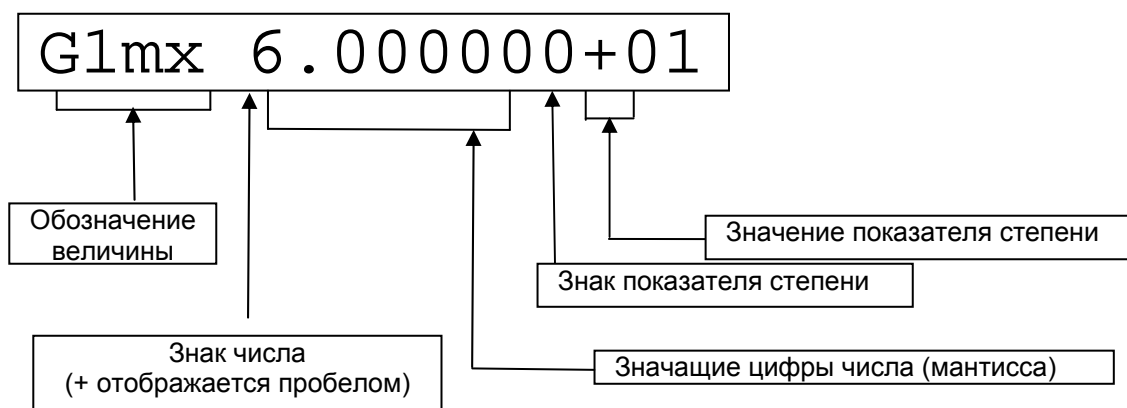 G1mx 6.000000+01
Обозначение
величины
Значение показателя степени
Знак показателя степени
Знак числа
(+ отображается пробелом)
Значащие цифры числа (мантисса)